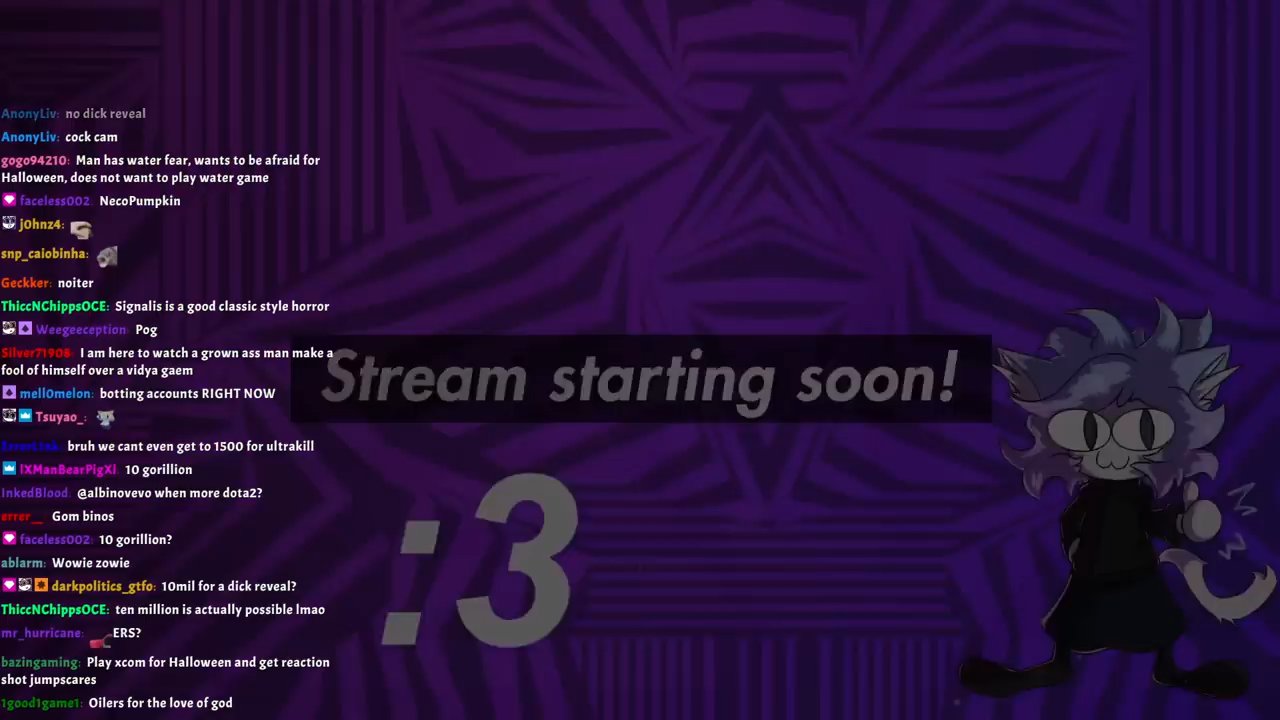 AnonyLiv: no dick reveal
AnonyLiv: cock cam
gogo94210: Man has water fear, wants to be afraid for
Halloween, does not want to play water game
faceless002: NecoPumpkin
j0hnz4:
snp_caiobinha:
Geckker: noiter
ThiccNChippsOCE: Signalis is a good classic style horror
Weegeeception: Pog
Silver71908: I am here to watch a grown ass man make a
fool of himself over a vidya gaem
mell0melon: botting accounts RIGHT NOW
Tsuyao_:
bruh we cant even get to 1500 for ultrakill
lXManBearPigXl: 10 gorillion
InkedBlood: @albinovevo when more dota2?
errer__: Gom binos
faceless002: 10 gorillion?
ablarm: Wowie zowie
darkpolitics_gtfo: 10mil for a dick reveal?
ThiccNChippsOCE: ten million is actually possible lmao
mr_hurricane: ERS?
bazingaming: Play xcom for Halloween and get reaction
shot jumpscares
1good1game1: Oilers for the love of god
Stream starting soon!
:3